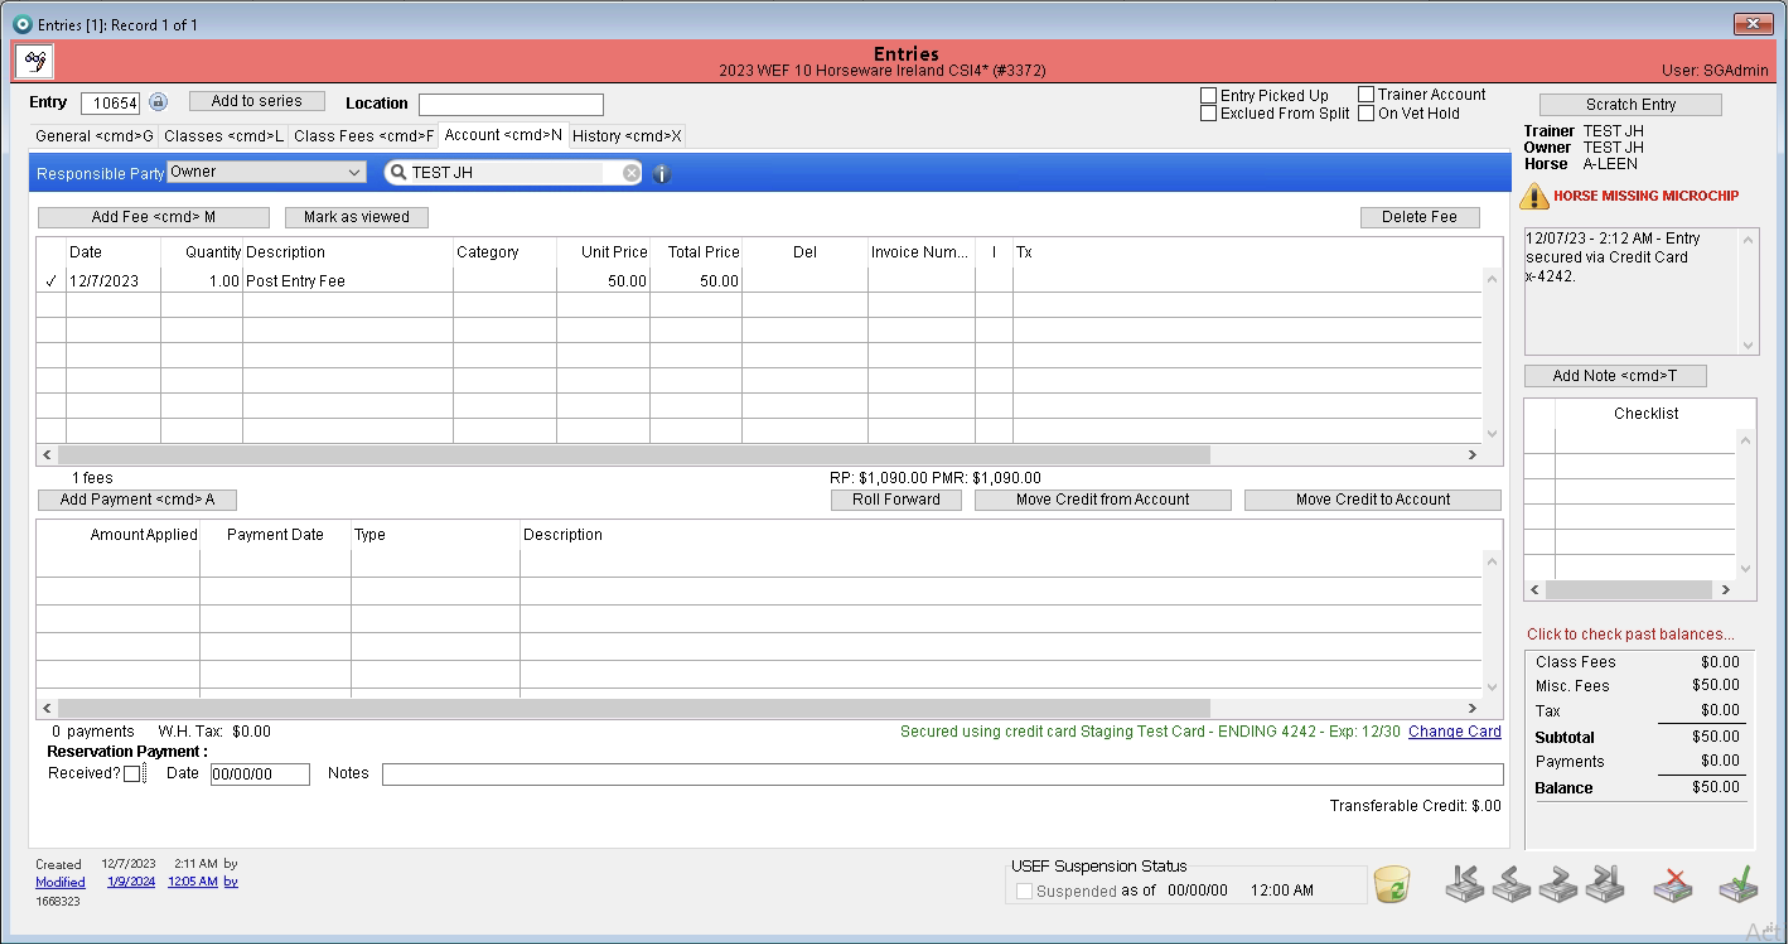 Entries [1]: Record 1 of 1
Entries
2023 WEF 10 Horseware Ireland CSI4* (#3372)
User: SGAdmin
Entry 10654 Add to series Location
Entry Picked Up Trainer Account
Exclued From Split On Vet Hold
Scratch Entry
Trainer TEST JH
Owner TEST JH
Horse A-LEEN
HORSE MISSING MICROCHIP
General <cmd>G Classes <cmd>L Class Fees <cmd>F Account <cmd>N History <cmd>X
Responsible Party Owner TEST JH
Add Fee <cmd> M Mark as viewed Delete Fee
Date Quantity Description Category Unit Price Total Price Del Invoice Num... I Tx
✓ 12/7/2023 1.00 Post Entry Fee 50.00 50.00
12/07/23 - 2:12 AM - Entry
secured via Credit Card
x-4242.
Add Note <cmd>T
Checklist
1 fees RP: $1,090.00 PMR: $1,090.00
Add Payment <cmd> A Roll Forward Move Credit from Account Move Credit to Account
Amount Applied Payment Date Type Description
0 payments W.H. Tax: $0.00 Secured using credit card Staging Test Card - ENDING 4242 - Exp: 12/30 Change Card
Reservation Payment :
Received? Date 00/00/00 Notes
Transferable Credit: $.00
Click to check past balances...
Class Fees $0.00
Misc. Fees $50.00
Tax $0.00
Subtotal $50.00
Payments $0.00
Balance $50.00
Created 12/7/2023 2:11 AM by
Modified 1/9/2024 12:05 AM by
1668323
USEF Suspension Status
Suspended as of 00/00/00 12:00 AM